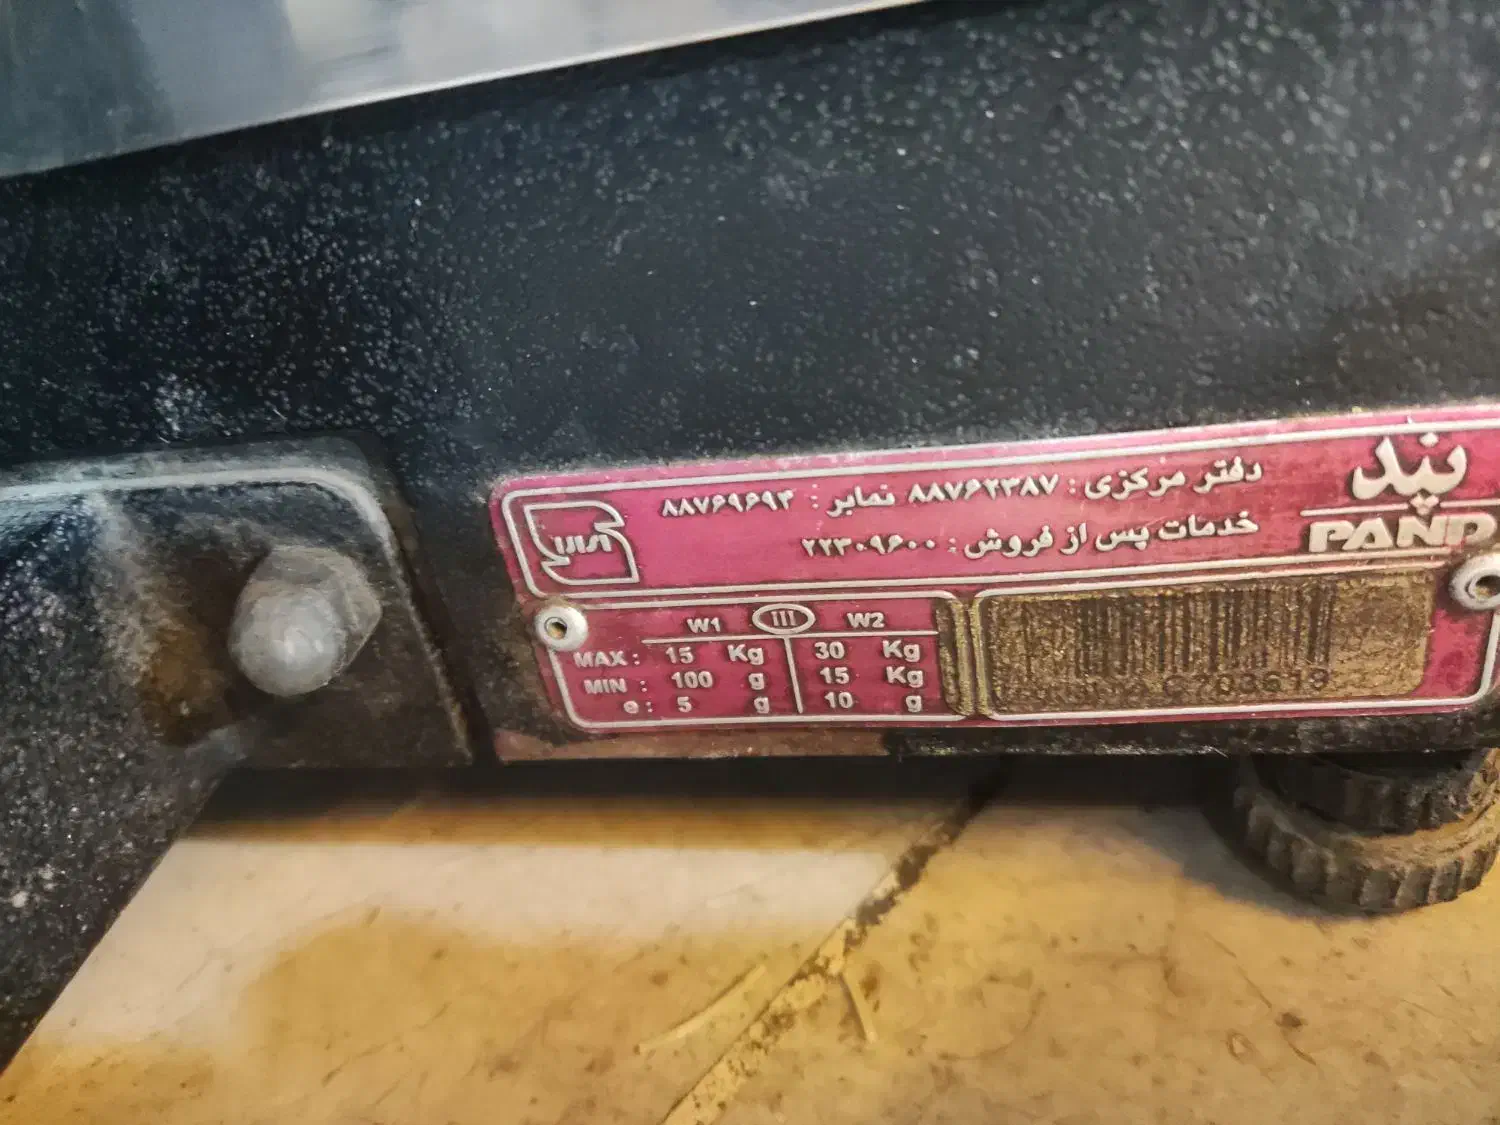 پند
PAND
دفتر مرکزی : ۸۸۷۶۲۳۸۷ نمابر : ۸۸۷۶۹۶۹۴
خدمات پس از فروش : ۲۲۳۰۹۶۰۰
W1 III W2
MAX : 15 Kg 30 Kg
MIN : 100 g 15 Kg
e : 5 g 10 g